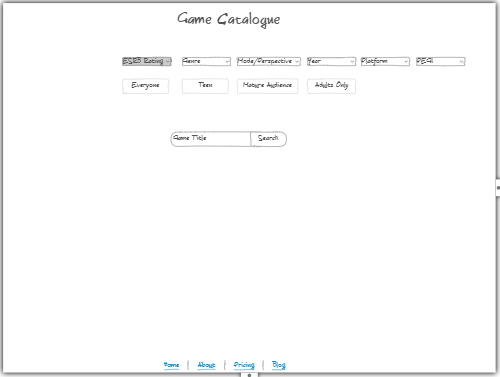 Game Catalogue
ESRB Rating Genre Mode/Perspective Year Platform PEGI
Everyone Teen Mature Audience Adults Only
Game Title Search
Home | About | Pricing | Blog